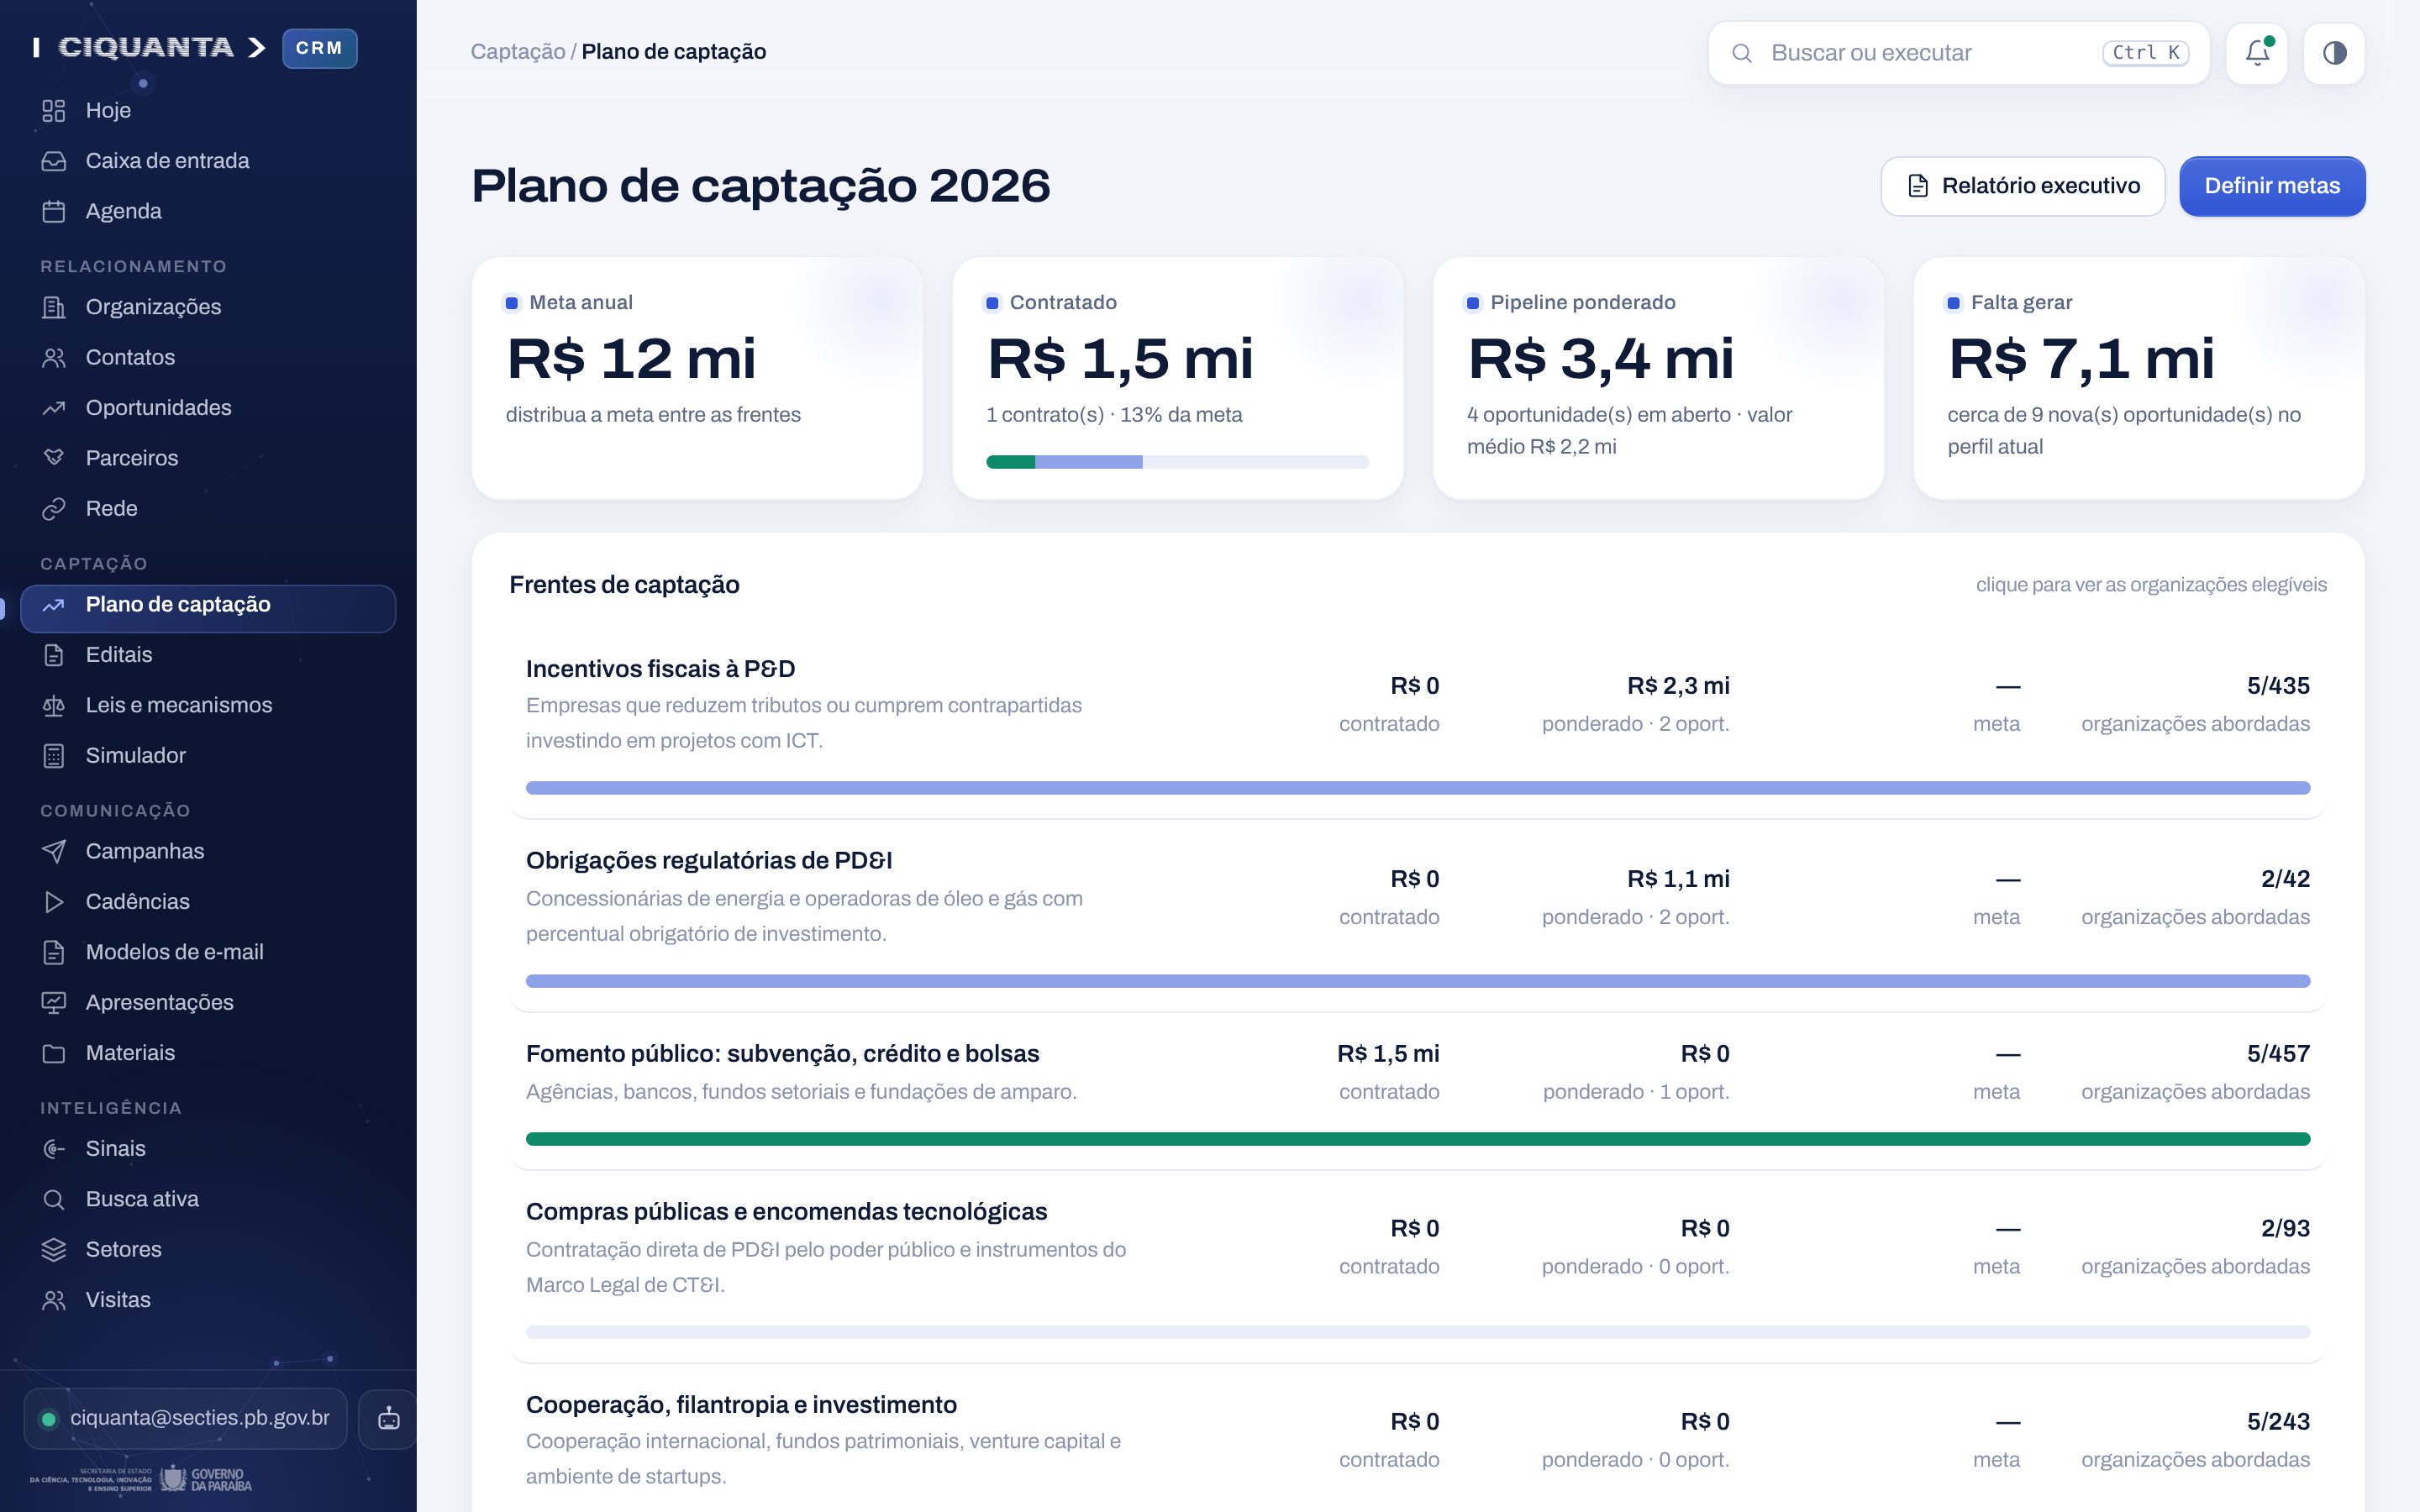 CIQUANTA CRM
Hoje
Caixa de entrada
Agenda
RELACIONAMENTO
Organizações
Contatos
Oportunidades
Parceiros
Rede
CAPTAÇÃO
Plano de captação
Editais
Leis e mecanismos
Simulador
COMUNICAÇÃO
Campanhas
Cadências
Modelos de e-mail
Apresentações
Materiais
INTELIGÊNCIA
Sinais
Busca ativa
Setores
Visitas
ciquanta@secties.pb.gov.br
SECRETARIA DE ESTADO
DA CIÊNCIA, TECNOLOGIA, INOVAÇÃO
E ENSINO SUPERIOR
GOVERNO
DA PARAÍBA
Captação / Plano de captação
Buscar ou executar Ctrl K
Plano de captação 2026
Relatório executivo
Definir metas
Meta anual
R$ 12 mi
distribua a meta entre as frentes
Contratado
R$ 1,5 mi
1 contrato(s) · 13% da meta
Pipeline ponderado
R$ 3,4 mi
4 oportunidade(s) em aberto · valor
médio R$ 2,2 mi
Falta gerar
R$ 7,1 mi
cerca de 9 nova(s) oportunidade(s) no
perfil atual
Frentes de captação
clique para ver as organizações elegíveis
Incentivos fiscais à P&D
Empresas que reduzem tributos ou cumprem contrapartidas
investindo em projetos com ICT.
R$ 0
contratado
R$ 2,3 mi
ponderado · 2 oport.
—
meta
5/435
organizações abordadas
Obrigações regulatórias de PD&I
Concessionárias de energia e operadoras de óleo e gás com
percentual obrigatório de investimento.
R$ 0
contratado
R$ 1,1 mi
ponderado · 2 oport.
—
meta
2/42
organizações abordadas
Fomento público: subvenção, crédito e bolsas
Agências, bancos, fundos setoriais e fundações de amparo.
R$ 1,5 mi
contratado
R$ 0
ponderado · 1 oport.
—
meta
5/457
organizações abordadas
Compras públicas e encomendas tecnológicas
Contratação direta de PD&I pelo poder público e instrumentos do
Marco Legal de CT&I.
R$ 0
contratado
R$ 0
ponderado · 0 oport.
—
meta
2/93
organizações abordadas
Cooperação, filantropia e investimento
Cooperação internacional, fundos patrimoniais, venture capital e
ambiente de startups.
R$ 0
contratado
R$ 0
ponderado · 0 oport.
—
meta
5/243
organizações abordadas